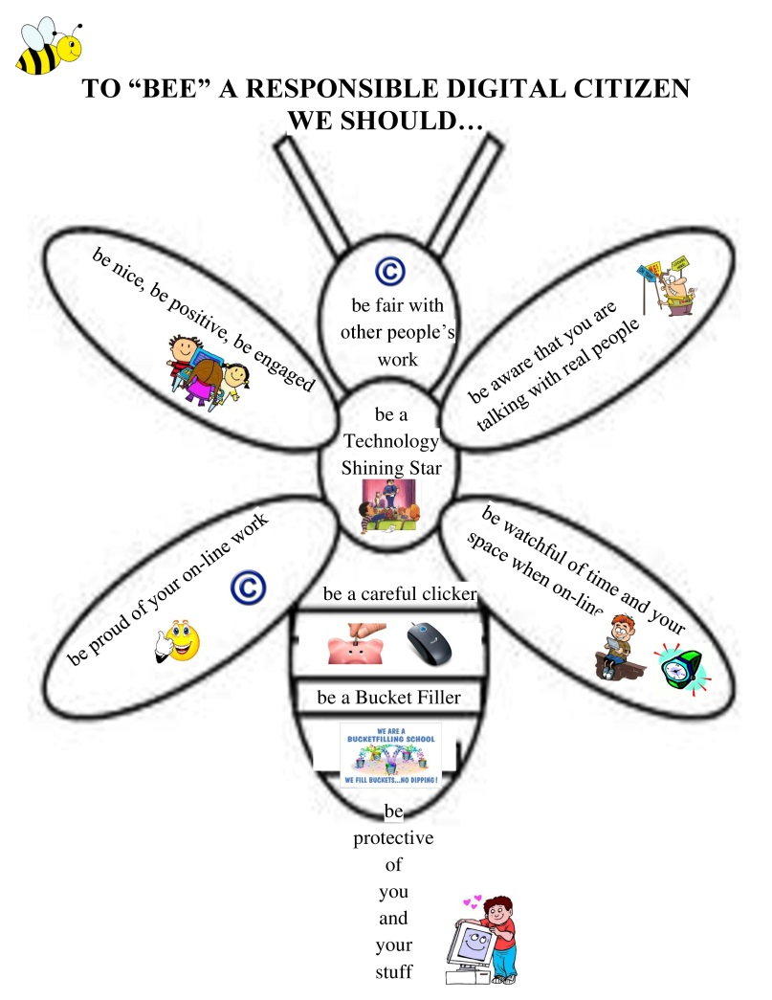 TO “BEE” A RESPONSIBLE DIGITAL CITIZEN
WE SHOULD…
be nice, be positive, be engaged
©
be fair with
other people’s
work
be aware that you are
talking with real people
be a
Technology
Shining Star
be proud of your on-line work
©
be watchful of time and your
space when on-line
be a careful clicker
be a Bucket Filler
WE ARE A
BUCKETFILLING SCHOOL
WE FILL BUCKETS...NO DIPPING!
be
protective
of
you
and
your
stuff